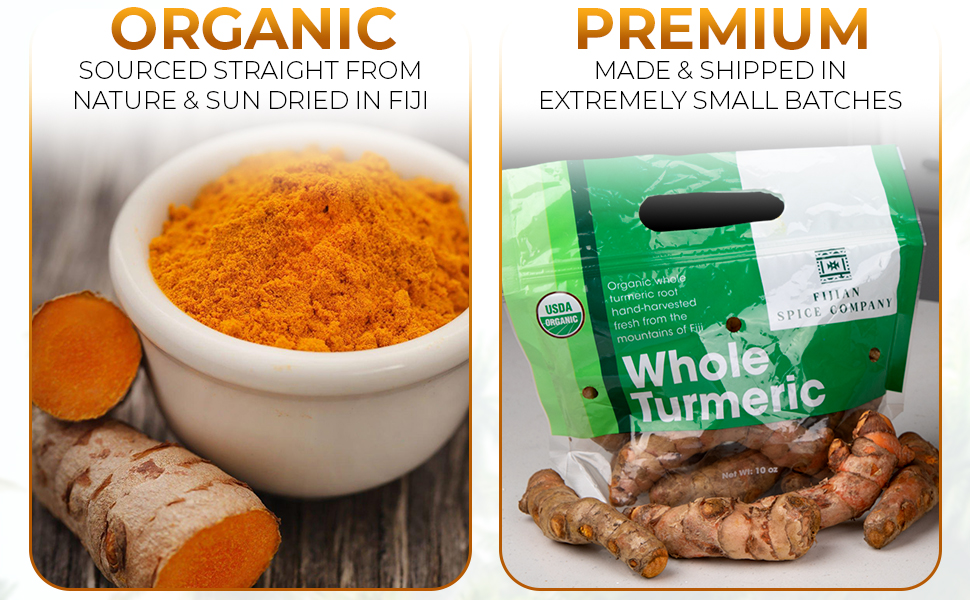 ORGANIC
SOURCED STRAIGHT FROM
NATURE & SUN DRIED IN FIJI
PREMIUM
MADE & SHIPPED IN
EXTREMELY SMALL BATCHES
FIJIAN
SPICE COMPANY
USDA
ORGANIC
Organic whole
turmeric root
hand-harvested
fresh from the
mountains of Fiji
Whole
Turmeric
Net Wt: 10 oz